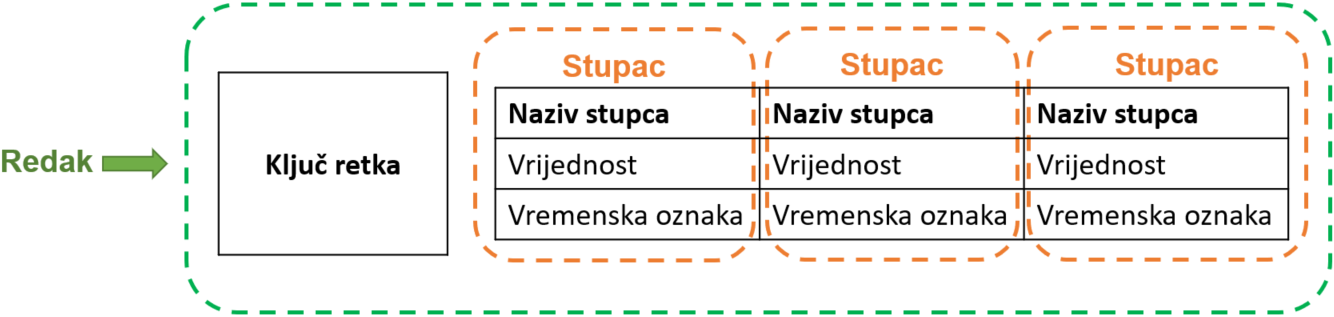 Stupac Stupac Stupac
Naziv stupca Naziv stupca Naziv stupca
Redak Ključ retka Vrijednost Vrijednost Vrijednost
Vremenska oznaka Vremenska oznaka Vremenska oznaka